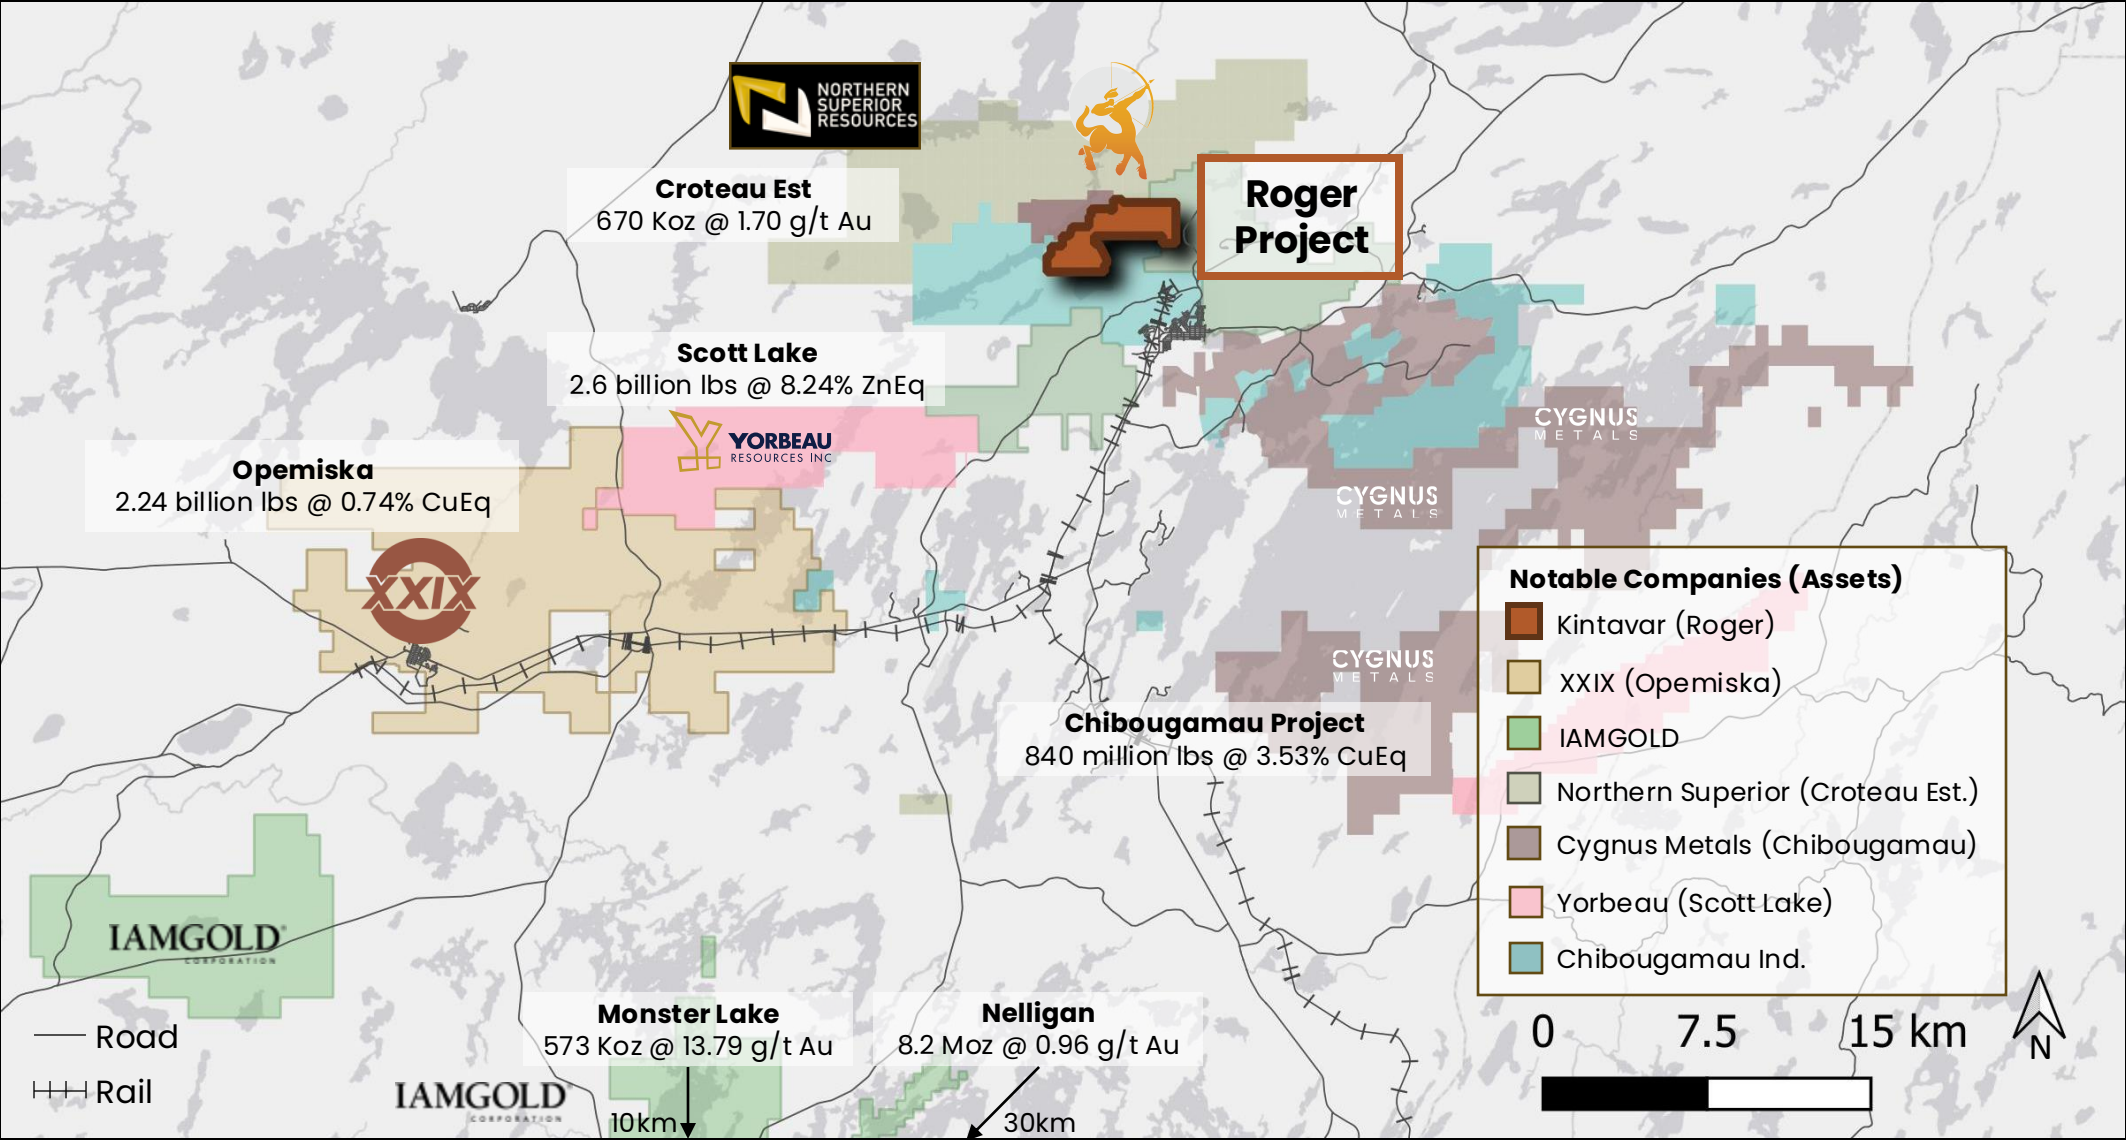 NORTHERN
SUPERIOR
RESOURCES
Croteau Est
670 Koz @ 1.70 g/t Au
Roger
Project
Scott Lake
2.6 billion lbs @ 8.24% ZnEq
YORBEAU
RESOURCES INC
Opemiska
2.24 billion lbs @ 0.74% CuEq
XXIX
CYGNUS
METALS
CYGNUS
METALS
CYGNUS
METALS
Chibougamau Project
840 million lbs @ 3.53% CuEq
Notable Companies (Assets)
Kintavar (Roger)
XXIX (Opemiska)
IAMGOLD
Northern Superior (Croteau Est.)
Cygnus Metals (Chibougamau)
Yorbeau (Scott Lake)
Chibougamau Ind.
IAMGOLD
CORPORATION
Monster Lake
573 Koz @ 13.79 g/t Au
Nelligan
8.2 Moz @ 0.96 g/t Au
Road
Rail
IAMGOLD
CORPORATION
10km
30km
0 7.5 15 km
N